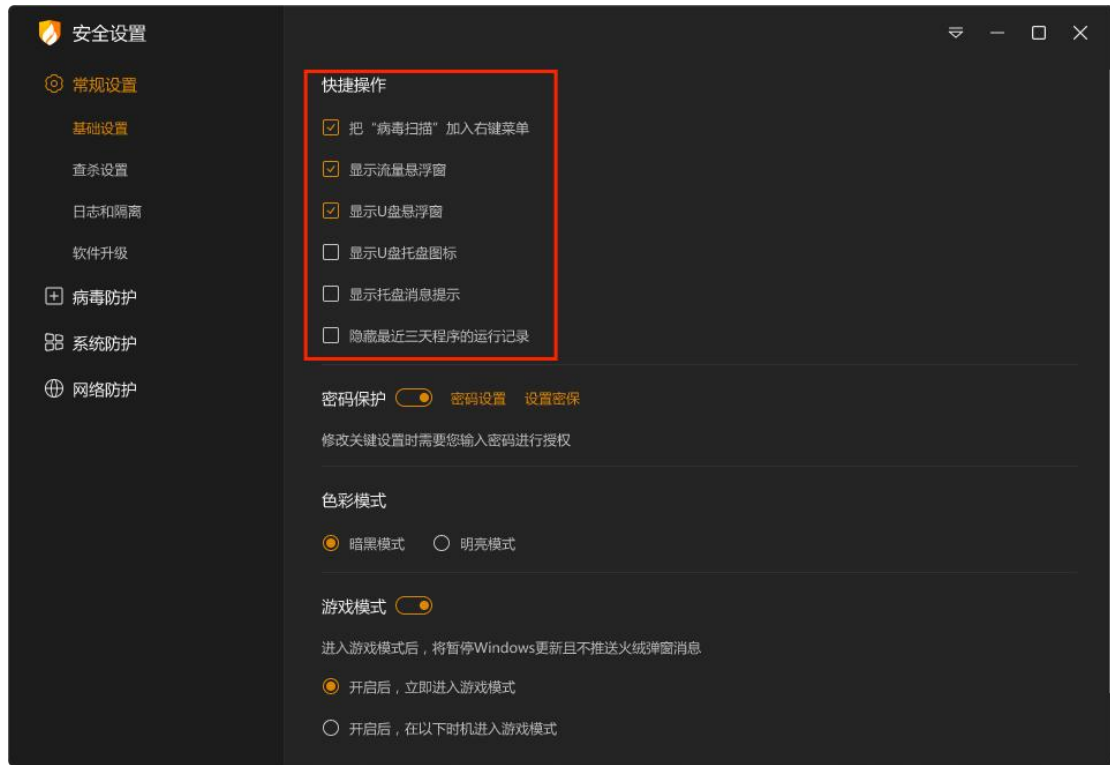 安全设置
常规设置
基础设置
查杀设置
日志和隔离
软件升级
病毒防护
系统防护
网络防护
快捷操作
把“病毒扫描”加入右键菜单
显示流量悬浮窗
显示U盘悬浮窗
显示U盘托盘图标
显示托盘消息提示
隐藏最近三天程序的运行记录
密码保护 密码设置 设置密保
修改关键设置时需要您输入密码进行授权
色彩模式
暗黑模式 明亮模式
游戏模式
进入游戏模式后，将暂停Windows更新且不推送火绒弹窗消息
开启后，立即进入游戏模式
开启后，在以下时机进入游戏模式